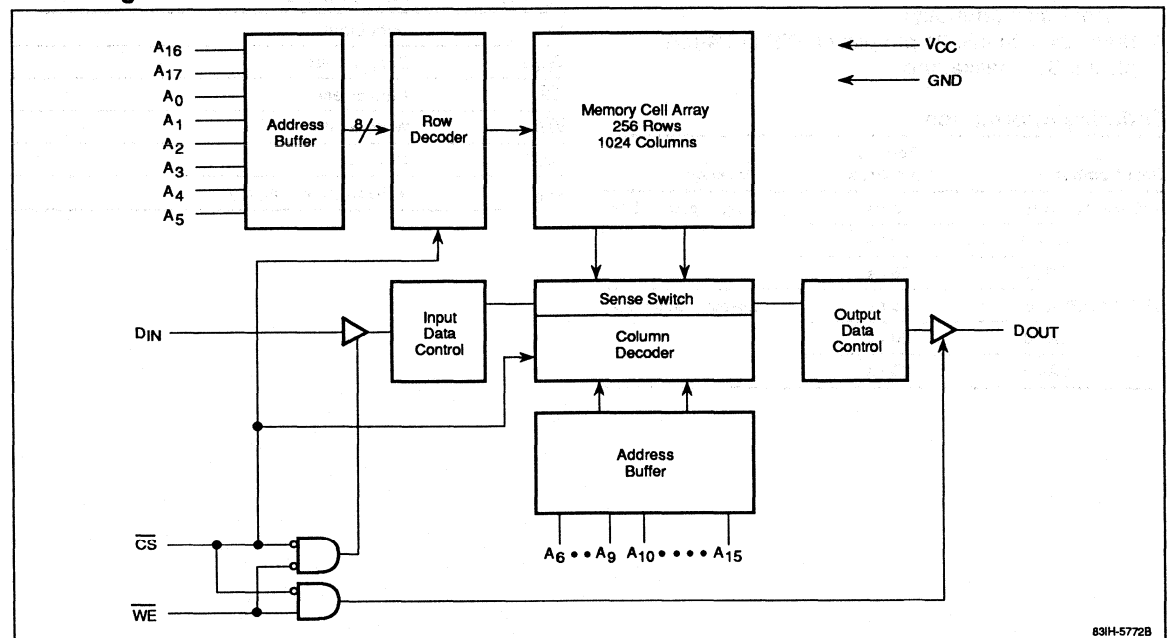 A16
A17
A0
A1
A2
A3
A4
A5
Address
Buffer
8
Row
Decoder
Memory Cell Array
256 Rows
1024 Columns
VCC
GND
DIN
Input
Data
Control
Sense Switch
Column
Decoder
Output
Data
Control
DOUT
Address
Buffer
A6 •• A9 A10 •••• A15
CS
WE
83IH-5772B